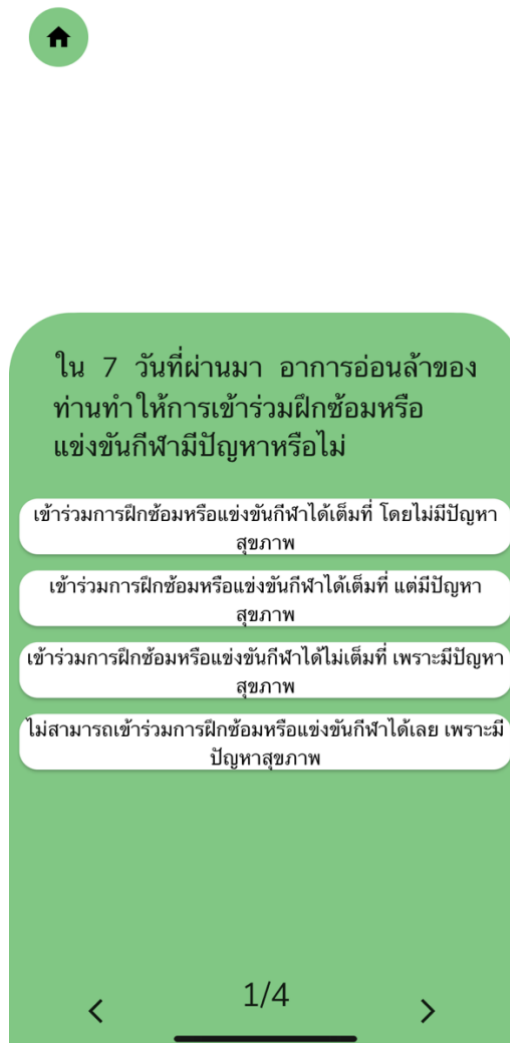 ใน 7 วันที่ผ่านมา อาการอ่อนล้าของ
ท่านทำให้การเข้าร่วมฝึกซ้อมหรือ
แข่งขันกีฬามีปัญหาหรือไม่
เข้าร่วมการฝึกซ้อมหรือแข่งขันกีฬาได้เต็มที่ โดยไม่มีปัญหา
สุขภาพ
เข้าร่วมการฝึกซ้อมหรือแข่งขันกีฬาได้เต็มที่ แต่มีปัญหา
สุขภาพ
เข้าร่วมการฝึกซ้อมหรือแข่งขันกีฬาได้ไม่เต็มที่ เพราะมีปัญหา
สุขภาพ
ไม่สามารถเข้าร่วมการฝึกซ้อมหรือแข่งขันกีฬาได้เลย เพราะมี
ปัญหาสุขภาพ
1/4